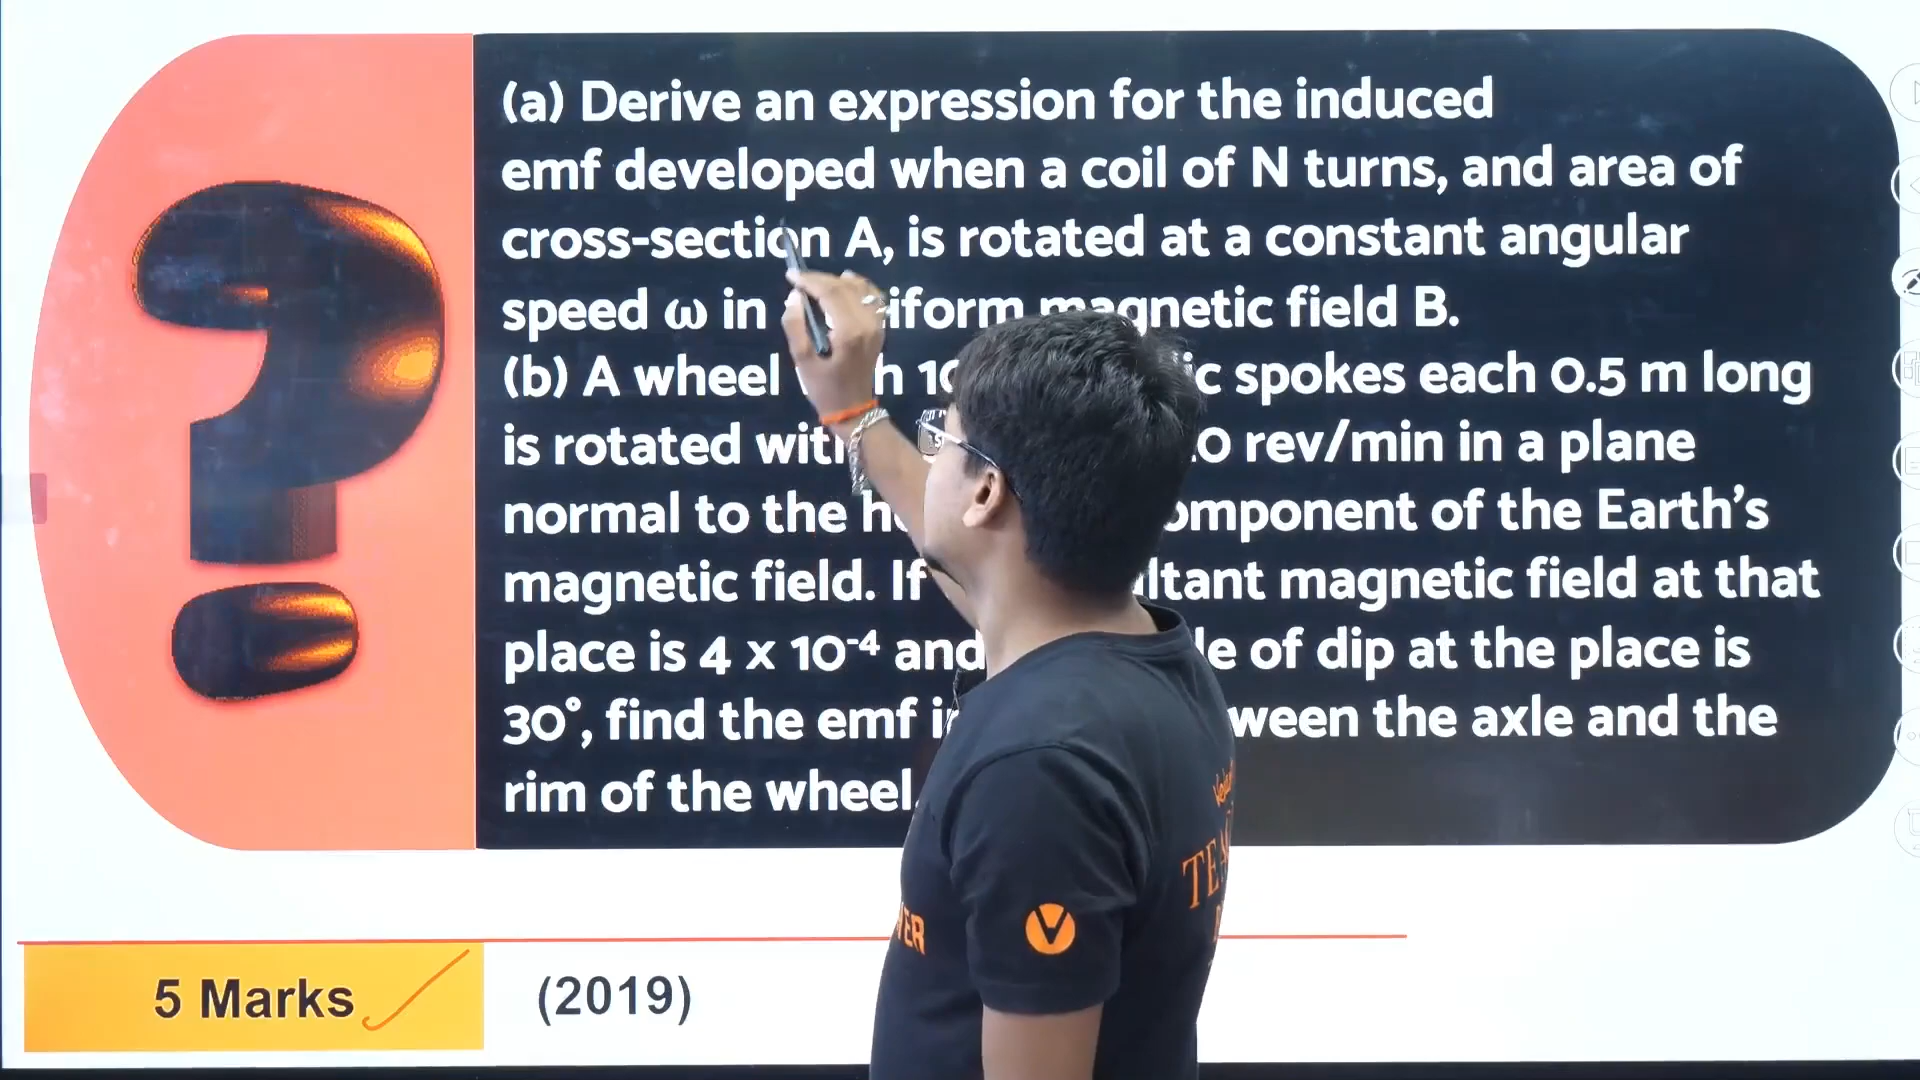 (a) Derive an expression for the induced
emf developed when a coil of N turns, and area of
cross-section A, is rotated at a constant angular
speed ω in iform magnetic field B.
(b) A wheel 10 spokes each 0.5 m long
is rotated rev/min in a plane
normal to the component of the Earth's
magnetic field. If magnetic field at that
place is 4 x 10⁻⁴ and of dip at the place is
30°, find the emf the axle and the
rim of the wheel.
5 Marks (2019)